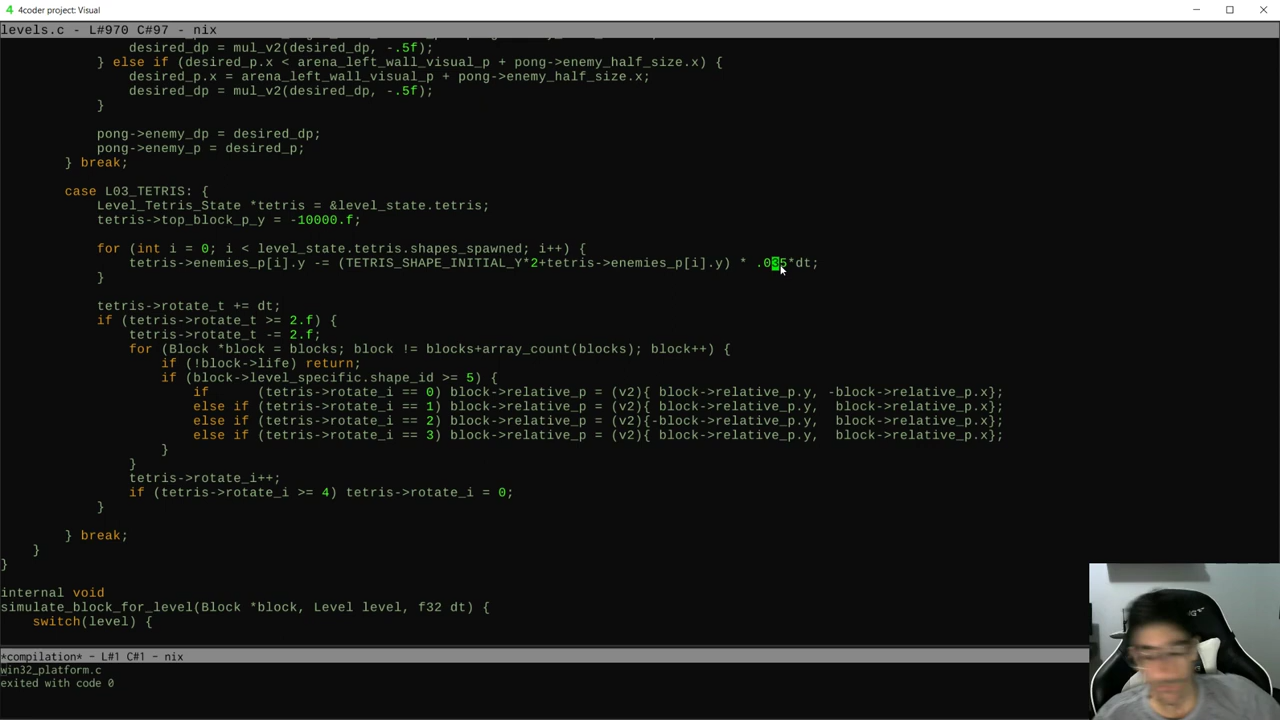 4 4coder project: Visual
levels.c - L#970 C#97 - nix
desired_dp = mul_v2(desired_dp, -.5f);
} else if (desired_p.x < arena_left_wall_visual_p + pong->enemy_half_size.x) {
desired_p.x = arena_left_wall_visual_p + pong->enemy_half_size.x;
desired_dp = mul_v2(desired_dp, -.5f);
}
pong->enemy_dp = desired_dp;
pong->enemy_p = desired_p;
} break;
case L03_TETRIS: {
Level_Tetris_State *tetris = &level_state.tetris;
tetris->top_block_p_y = -10000.f;
for (int i = 0; i < level_state.tetris.shapes_spawned; i++) {
tetris->enemies_p[i].y -= (TETRIS_SHAPE_INITIAL_Y*2+tetris->enemies_p[i].y) * .035*dt;
}
tetris->rotate_t += dt;
if (tetris->rotate_t >= 2.f) {
tetris->rotate_t -= 2.f;
for (Block *block = blocks; block != blocks+array_count(blocks); block++) {
if (!block->life) return;
if (block->level_specific.shape_id >= 5) {
if (tetris->rotate_i == 0) block->relative_p = (v2){ block->relative_p.y, -block->relative_p.x};
else if (tetris->rotate_i == 1) block->relative_p = (v2){ block->relative_p.y, block->relative_p.x};
else if (tetris->rotate_i == 2) block->relative_p = (v2){-block->relative_p.y, block->relative_p.x};
else if (tetris->rotate_i == 3) block->relative_p = (v2){ block->relative_p.y, block->relative_p.x};
}
}
tetris->rotate_i++;
if (tetris->rotate_i >= 4) tetris->rotate_i = 0;
}
} break;
}
}
internal void
simulate_block_for_level(Block *block, Level level, f32 dt) {
switch(level) {
*compilation* - L#1 C#1 - nix
win32_platform.c
exited with code 0